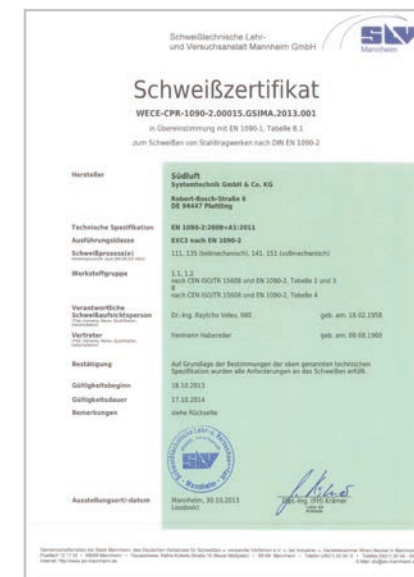 Schweißtechnische Lehr-
und Versuchsanstalt Mannheim GmbH
SLV
Mannheim
Schweißzertifikat
WECE-CPR-1090-2.00015.GSIMA.2013.001
in Übereinstimmung mit EN 1090-1, Tabelle B.1
zum Schweißen von Stahltragwerken nach DIN EN 1090-2
Hersteller
Südluft
Systemtechnik GmbH & Co. KG
Robert-Bosch-Straße 6
DE 94447 Plattling
Technische Spezifikation EN 1090-2:2008+A1:2011
Ausführungsklasse EXC3 nach EN 1090-2
Schweißprozess(e) 111, 135 (teilmechanisch), 141, 151 (vollmechanisch)
Werkstoffgruppe 1.1, 1.2
nach CEN ISO/TR 15608 und EN 1090-2, Tabelle 2 und 3
8
nach CEN ISO/TR 15608 und EN 1090-2, Tabelle 4
Verantwortliche
Schweißaufsichtsperson Dr.-Ing. Raytcho Velev, IWE geb. am: 18.02.1958
Vertreter Hermann Habereder geb. am: 09.08.1960
Bestätigung Auf Grundlage der Bestimmungen der oben genannten technischen
Spezifikation wurden alle Anforderungen an das Schweißen erfüllt.
Gültigkeitsbeginn 18.10.2013
Gültigkeitsdauer 17.10.2014
Bemerkungen siehe Rückseite
SLV
Mannheim
Ausstellungsort/-datum Mannheim, 30.10.2013
Dipl.-Ing. (FH) Krämer